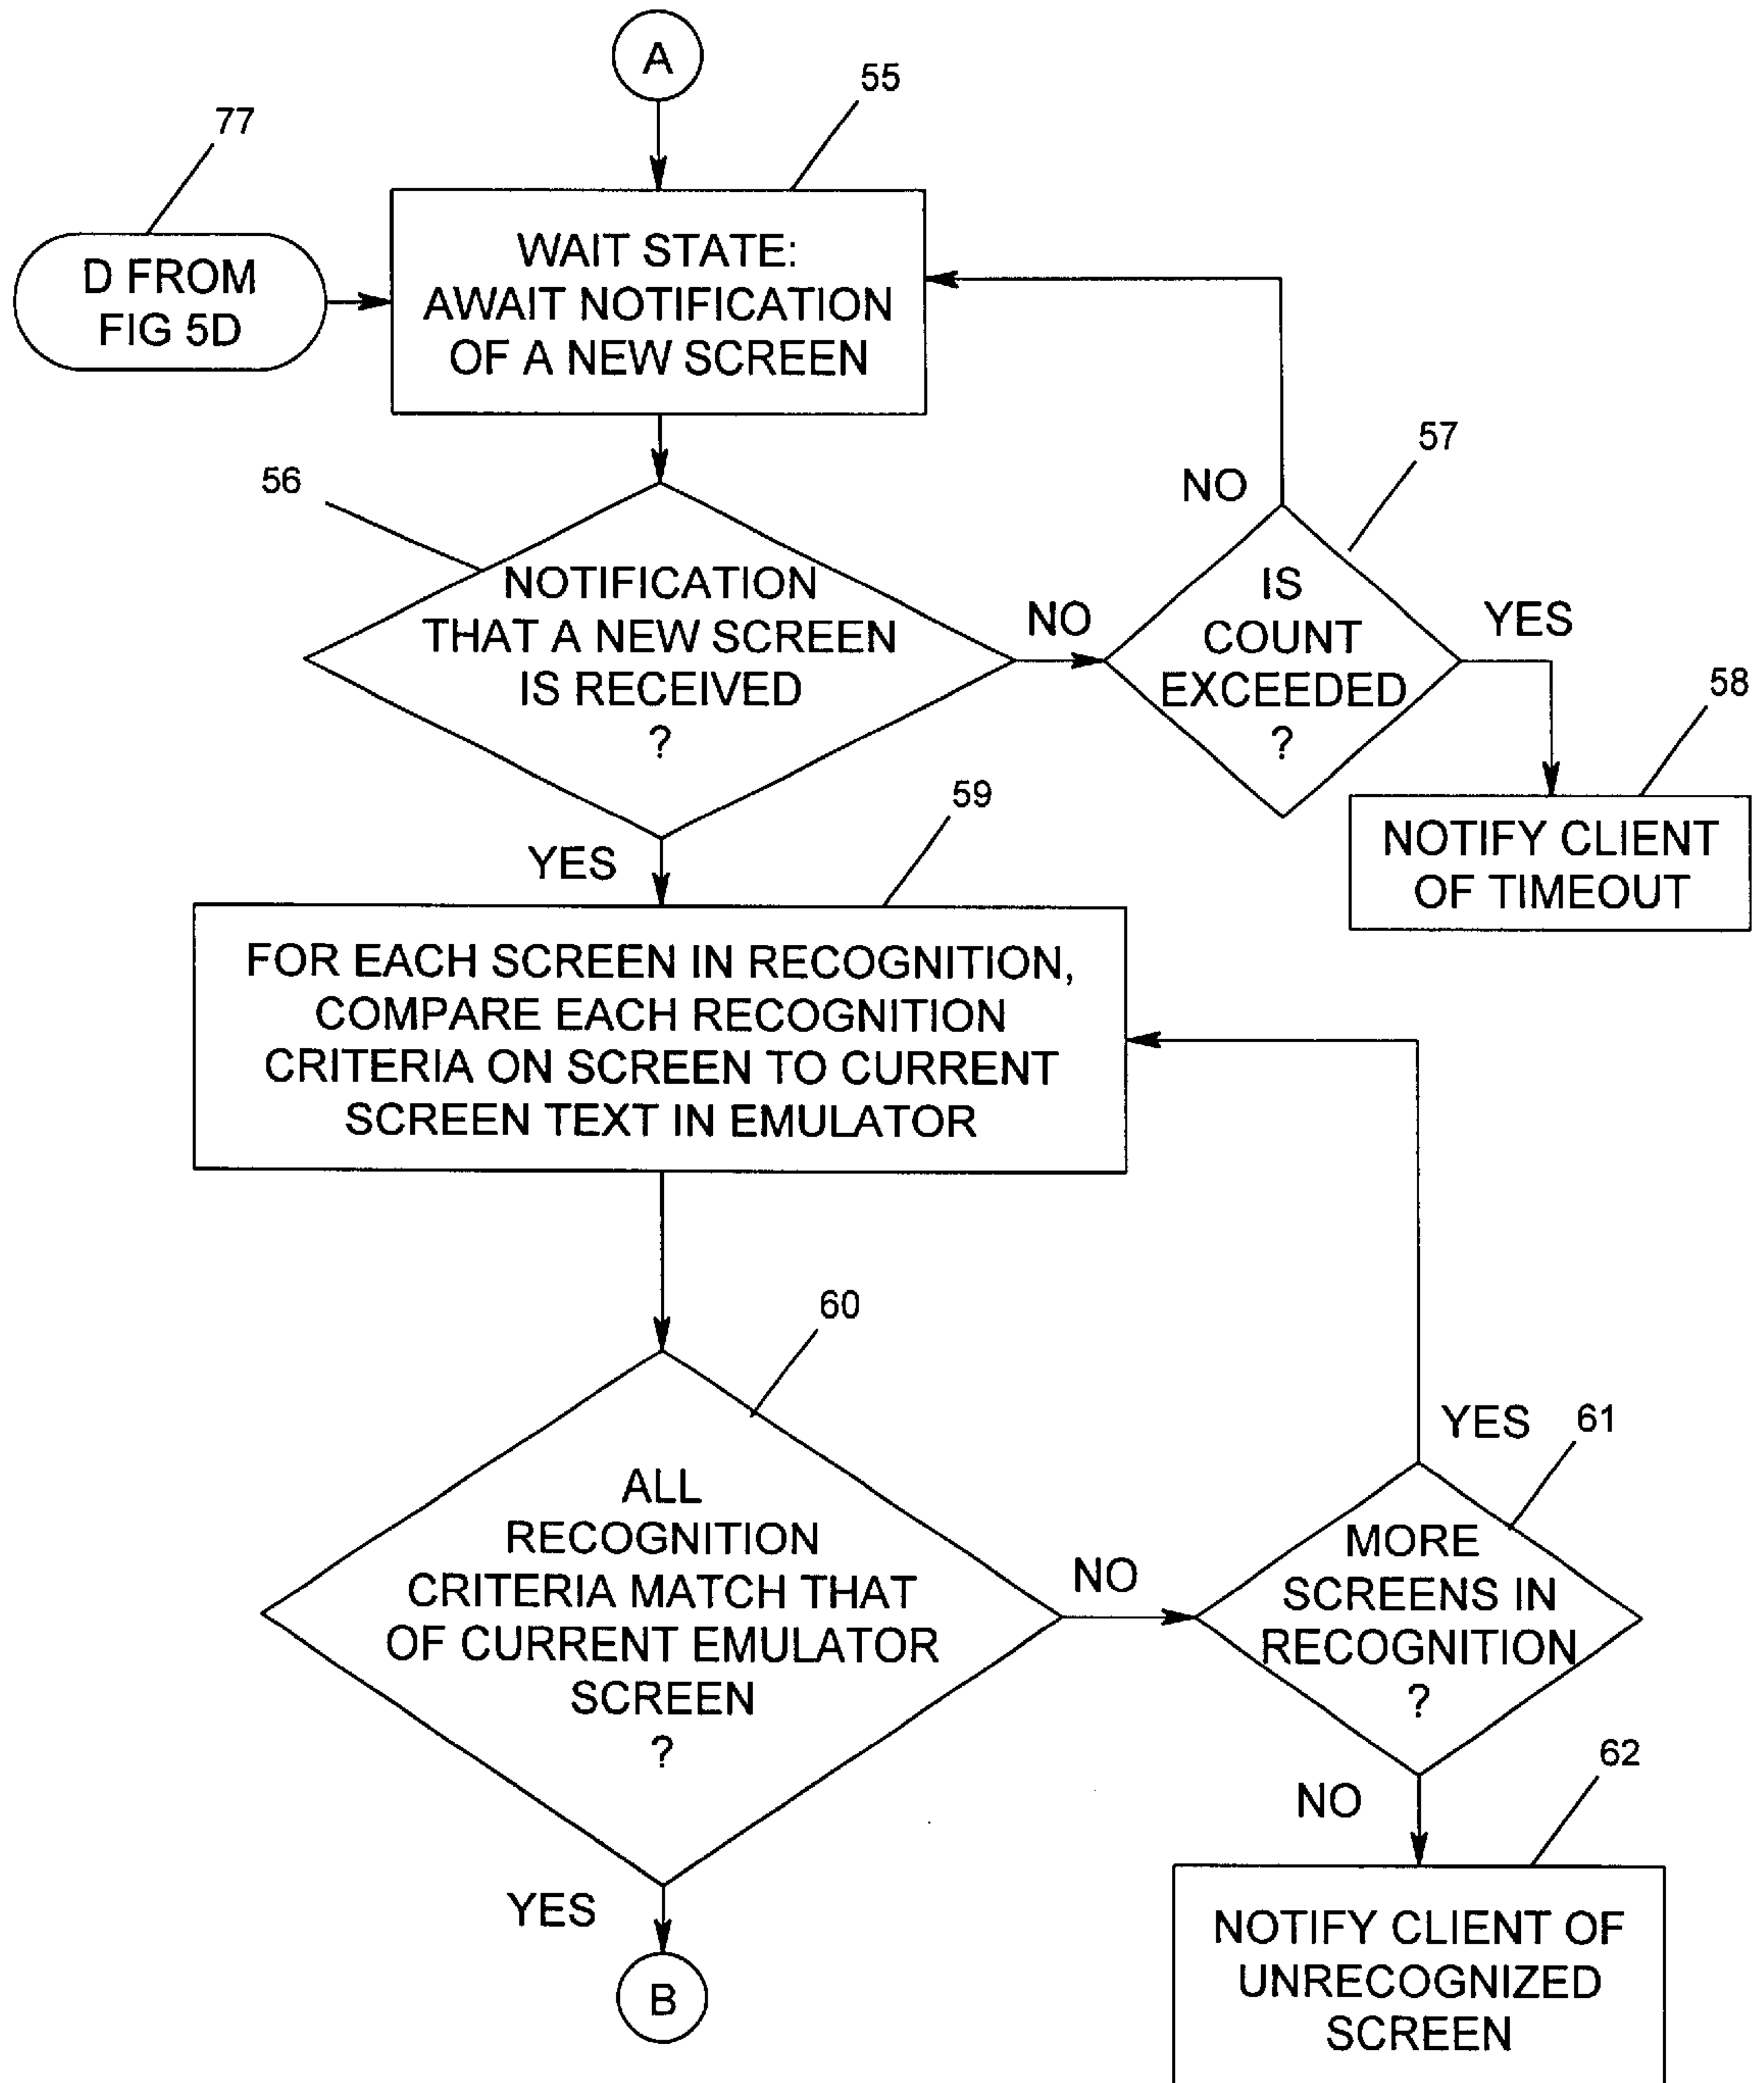 A
55
77
WAIT STATE:
AWAIT NOTIFICATION
OF A NEW SCREEN
D FROM
FIG 5D
57
NO
56
NOTIFICATION
THAT A NEW SCREEN
IS RECEIVED
?
NO
IS
COUNT
EXCEEDED
?
YES
58
NOTIFY CLIENT
OF TIMEOUT
YES
59
FOR EACH SCREEN IN RECOGNITION,
COMPARE EACH RECOGNITION
CRITERIA ON SCREEN TO CURRENT
SCREEN TEXT IN EMULATOR
60
ALL
RECOGNITION
CRITERIA MATCH THAT
OF CURRENT EMULATOR
SCREEN
?
NO
YES
61
MORE
SCREENS IN
RECOGNITION
?
62
NO
NOTIFY CLIENT OF
UNRECOGNIZED
SCREEN
YES
B